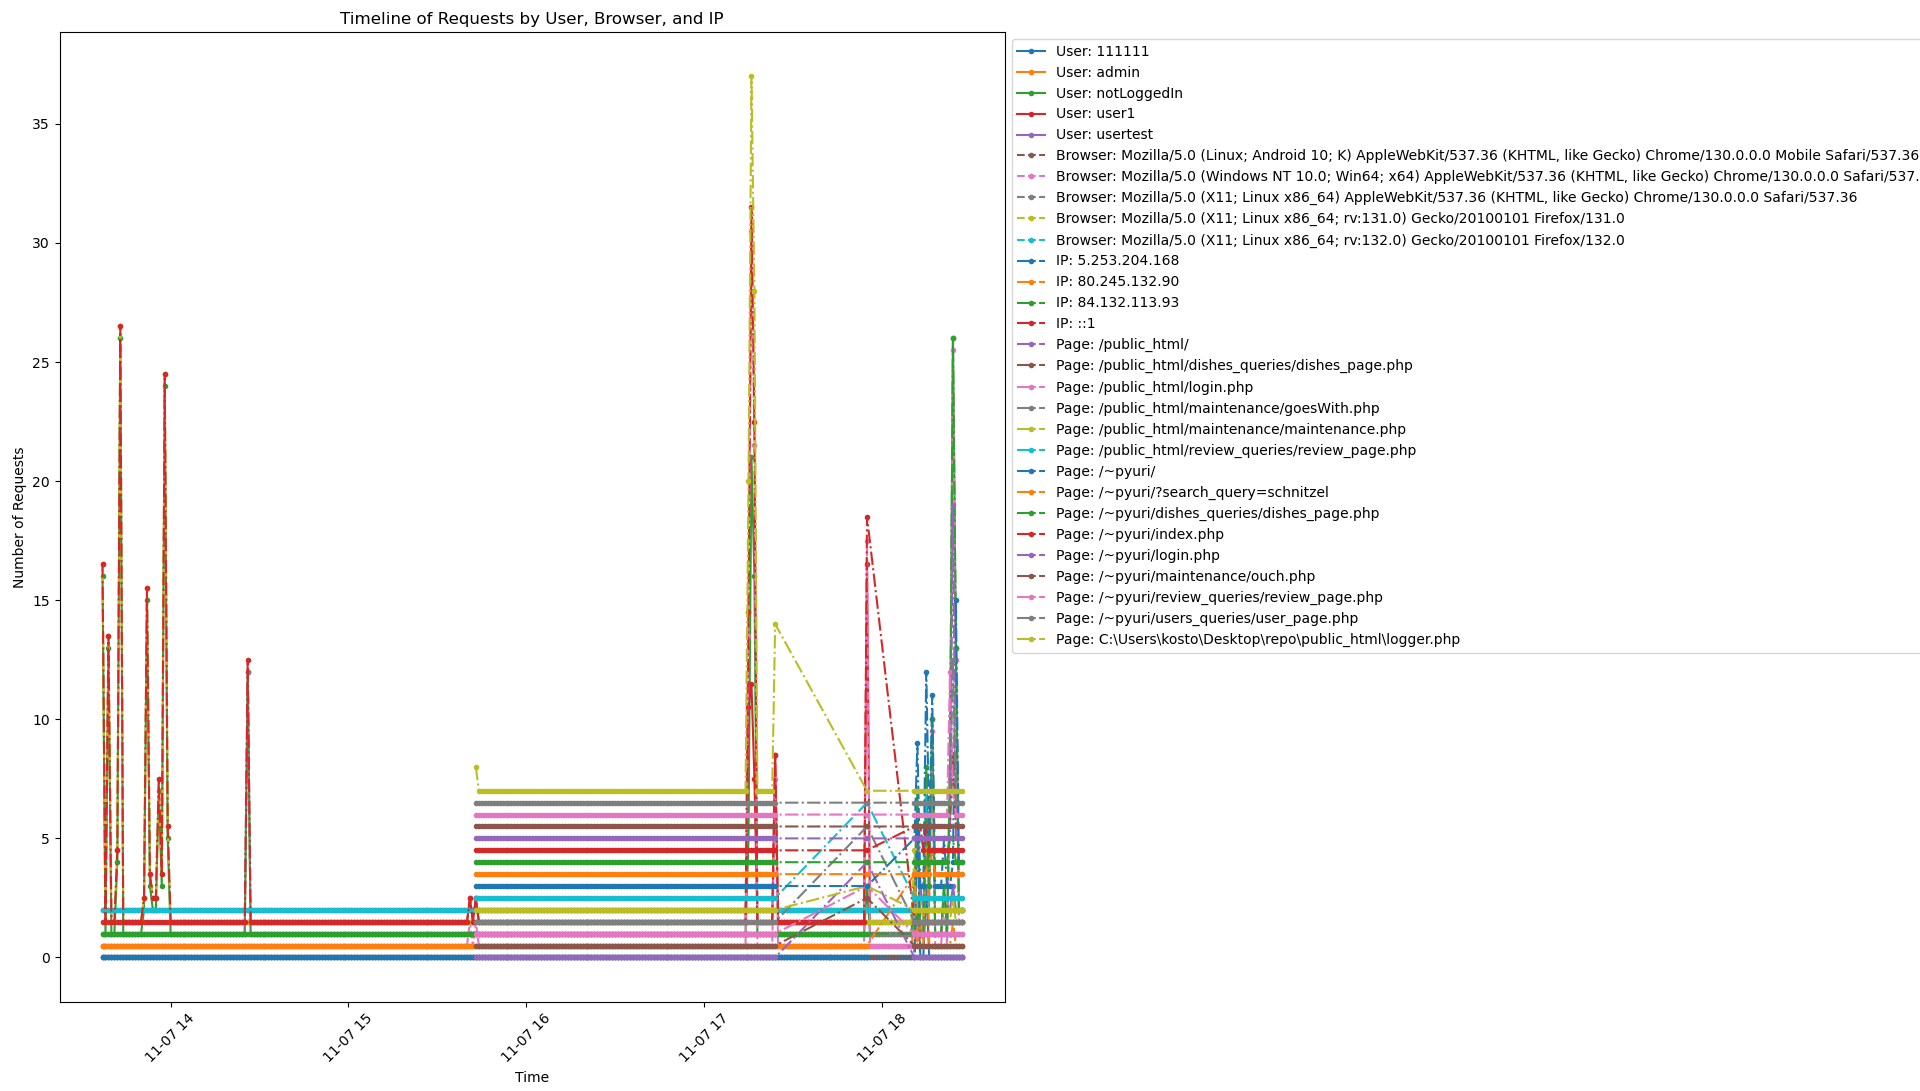 Timeline of Requests by User, Browser, and IP
Number of Requests
35
30
25
20
15
10
5
0
11-07 14
11-07 15
11-07 16
11-07 17
11-07 18
Time
User: 111111
User: admin
User: notLoggedIn
User: user1
User: usertest
Browser: Mozilla/5.0 (Linux; Android 10; K) AppleWebKit/537.36 (KHTML, like Gecko) Chrome/130.0.0.0 Mobile Safari/537.36
Browser: Mozilla/5.0 (Windows NT 10.0; Win64; x64) AppleWebKit/537.36 (KHTML, like Gecko) Chrome/130.0.0.0 Safari/537.
Browser: Mozilla/5.0 (X11; Linux x86_64) AppleWebKit/537.36 (KHTML, like Gecko) Chrome/130.0.0.0 Safari/537.36
Browser: Mozilla/5.0 (X11; Linux x86_64; rv:131.0) Gecko/20100101 Firefox/131.0
Browser: Mozilla/5.0 (X11; Linux x86_64; rv:132.0) Gecko/20100101 Firefox/132.0
IP: 5.253.204.168
IP: 80.245.132.90
IP: 84.132.113.93
IP: ::1
Page: /public_html/
Page: /public_html/dishes_queries/dishes_page.php
Page: /public_html/login.php
Page: /public_html/maintenance/goesWith.php
Page: /public_html/maintenance/maintenance.php
Page: /public_html/review_queries/review_page.php
Page: /~pyuri/
Page: /~pyuri/?search_query=schnitzel
Page: /~pyuri/dishes_queries/dishes_page.php
Page: /~pyuri/index.php
Page: /~pyuri/login.php
Page: /~pyuri/maintenance/ouch.php
Page: /~pyuri/review_queries/review_page.php
Page: /~pyuri/users_queries/user_page.php
Page: C:\Users\kosto\Desktop\repo\public_html\logger.php